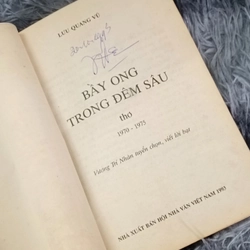 LƯU QUANG VŨ
BẦY ONG
TRONG ĐÊM SÂU
thơ
1970 - 1975
Vương Trí Nhàn tuyển chọn, viết lời bạt
NHÀ XUẤT BẢN HỘI NHÀ VĂN VIỆT NAM 1993